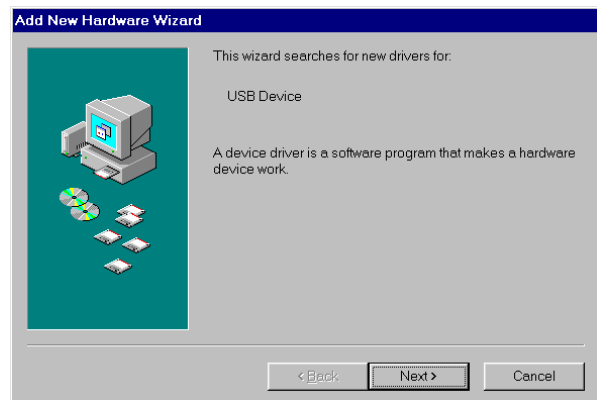 Add New Hardware Wizard
This wizard searches for new drivers for:
USB Device
A device driver is a software program that makes a hardware
device work.
< Back
Next >
Cancel